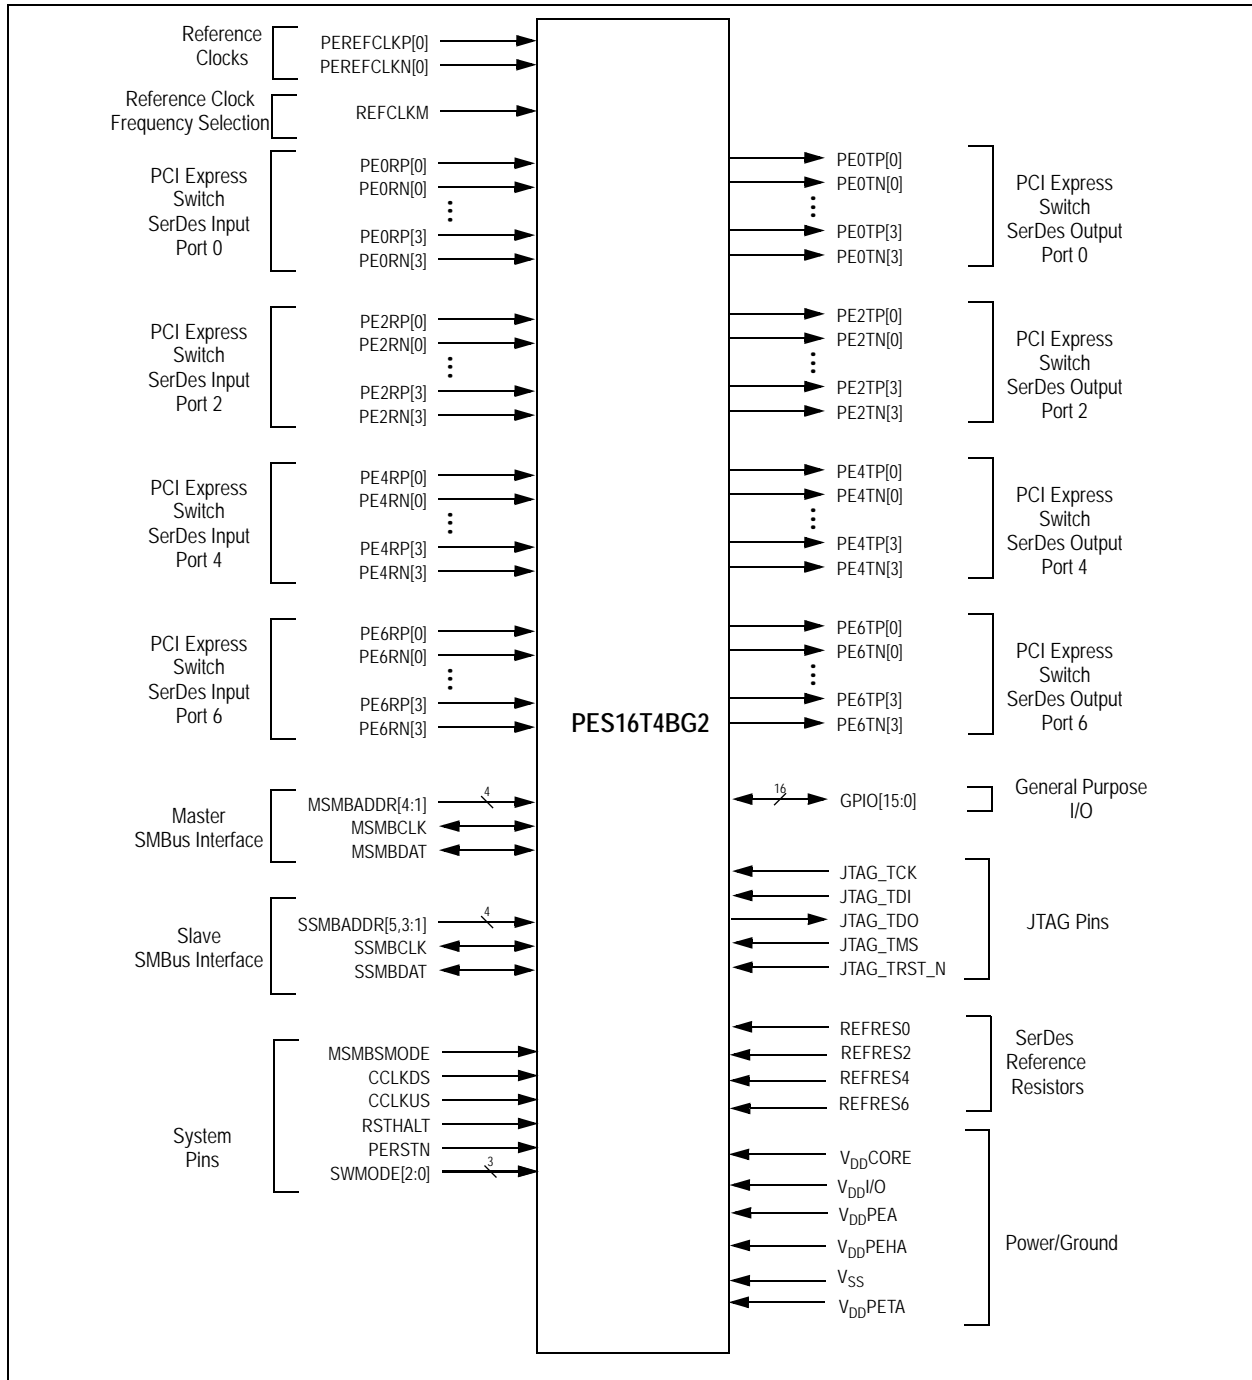 Reference
Clocks
PEREFCLKP[0]
PEREFCLKN[0]
Reference Clock
Frequency Selection
REFCLKM
PCI Express
Switch
SerDes Input
Port 0
PE0RP[0]
PE0RN[0]
PE0RP[3]
PE0RN[3]
PCI Express
Switch
SerDes Input
Port 2
PE2RP[0]
PE2RN[0]
PE2RP[3]
PE2RN[3]
PCI Express
Switch
SerDes Input
Port 4
PE4RP[0]
PE4RN[0]
PE4RP[3]
PE4RN[3]
PCI Express
Switch
SerDes Input
Port 6
PE6RP[0]
PE6RN[0]
PE6RP[3]
PE6RN[3]
Master
SMBus Interface
MSMBADDR[4:1]
4
MSMBCLK
MSMBDAT
Slave
SMBus Interface
SSMBADDR[5,3:1]
4
SSMBCLK
SSMBDAT
System
Pins
MSMBSMODE
CCLKDS
CCLKUS
RSTHALT
PERSTN
SWMODE[2:0]
3
PES16T4BG2
PE0TP[0]
PE0TN[0]
PE0TP[3]
PE0TN[3]
PCI Express
Switch
SerDes Output
Port 0
PE2TP[0]
PE2TN[0]
PE2TP[3]
PE2TN[3]
PCI Express
Switch
SerDes Output
Port 2
PE4TP[0]
PE4TN[0]
PE4TP[3]
PE4TN[3]
PCI Express
Switch
SerDes Output
Port 4
PE6TP[0]
PE6TN[0]
PE6TP[3]
PE6TN[3]
PCI Express
Switch
SerDes Output
Port 6
16
GPIO[15:0]
General Purpose
I/O
JTAG_TCK
JTAG_TDI
JTAG_TDO
JTAG_TMS
JTAG_TRST_N
JTAG Pins
REFRES0
REFRES2
REFRES4
REFRES6
SerDes
Reference
Resistors
VDDCORE
VDDI/O
VDDPEA
VDDPEHA
VSS
VDDPETA
Power/Ground